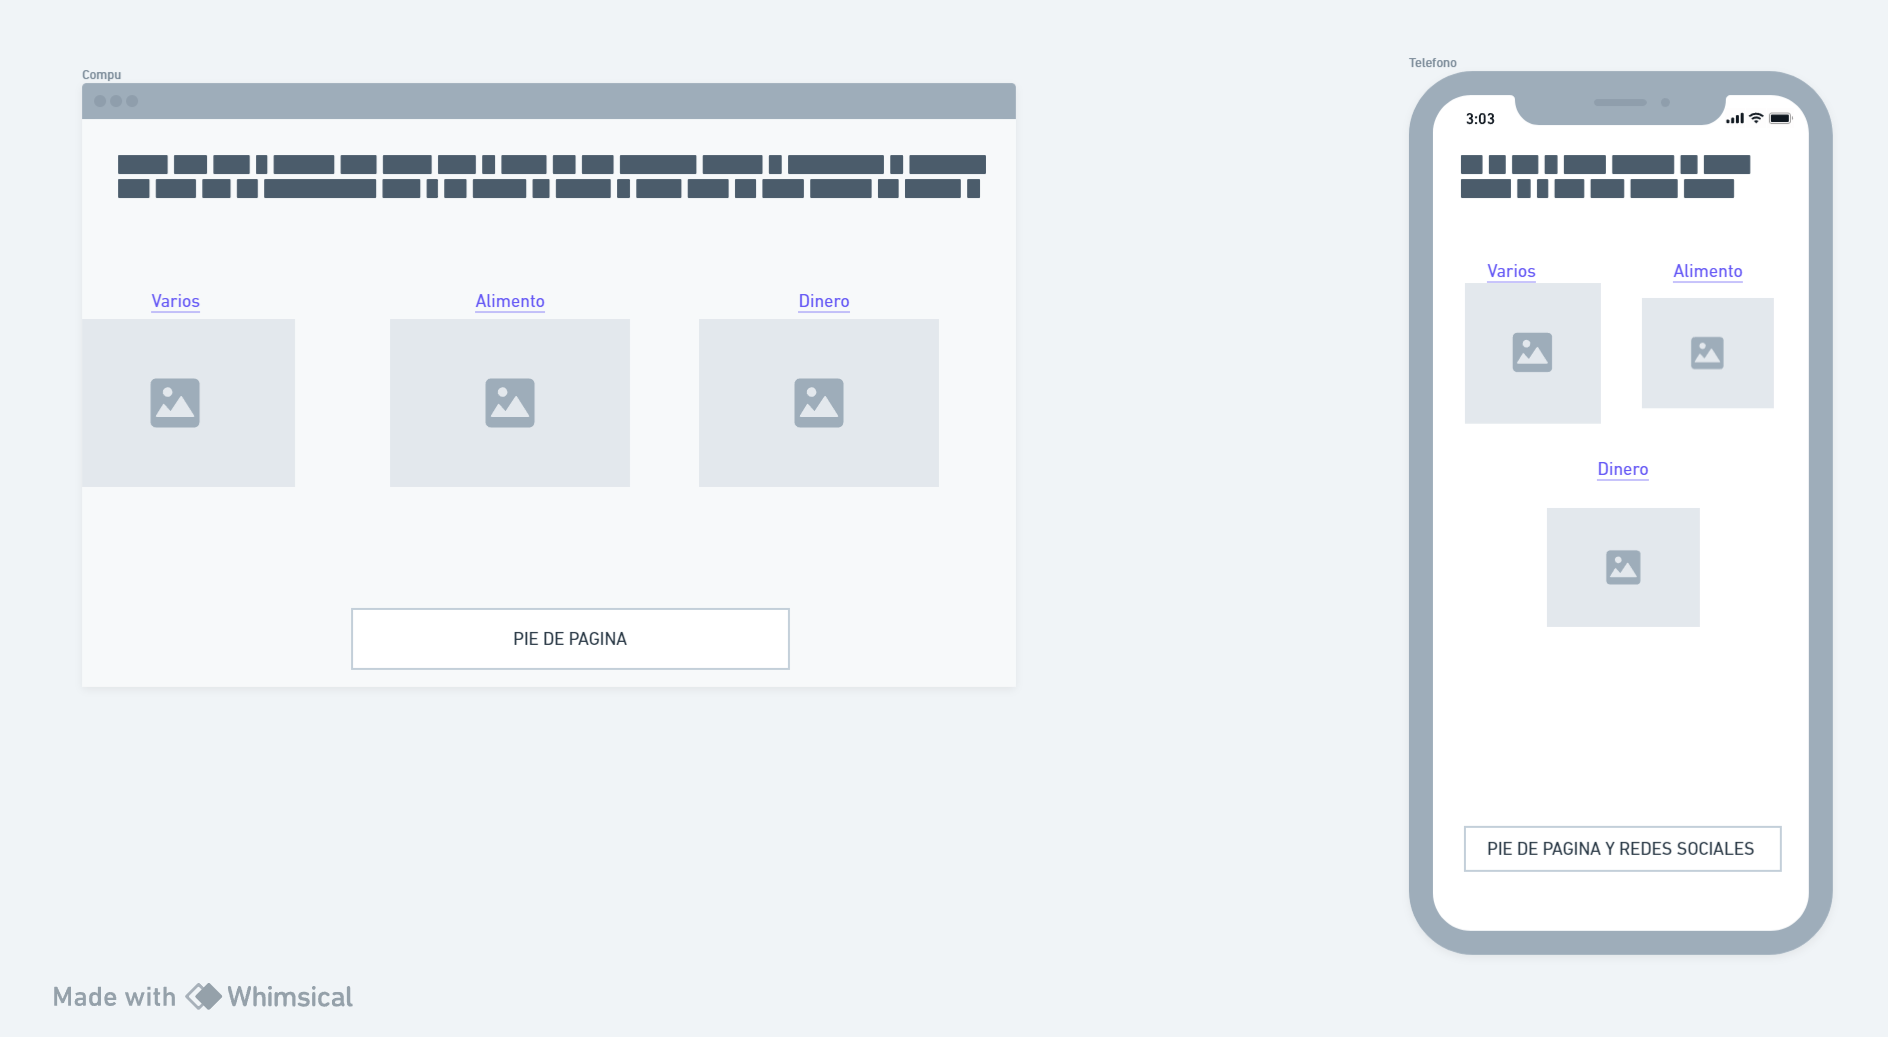 Compu
Varios
Alimento
Dinero
PIE DE PAGINA
Telefono
3:03
Varios
Alimento
Dinero
PIE DE PAGINA Y REDES SOCIALES
Made with Whimsical